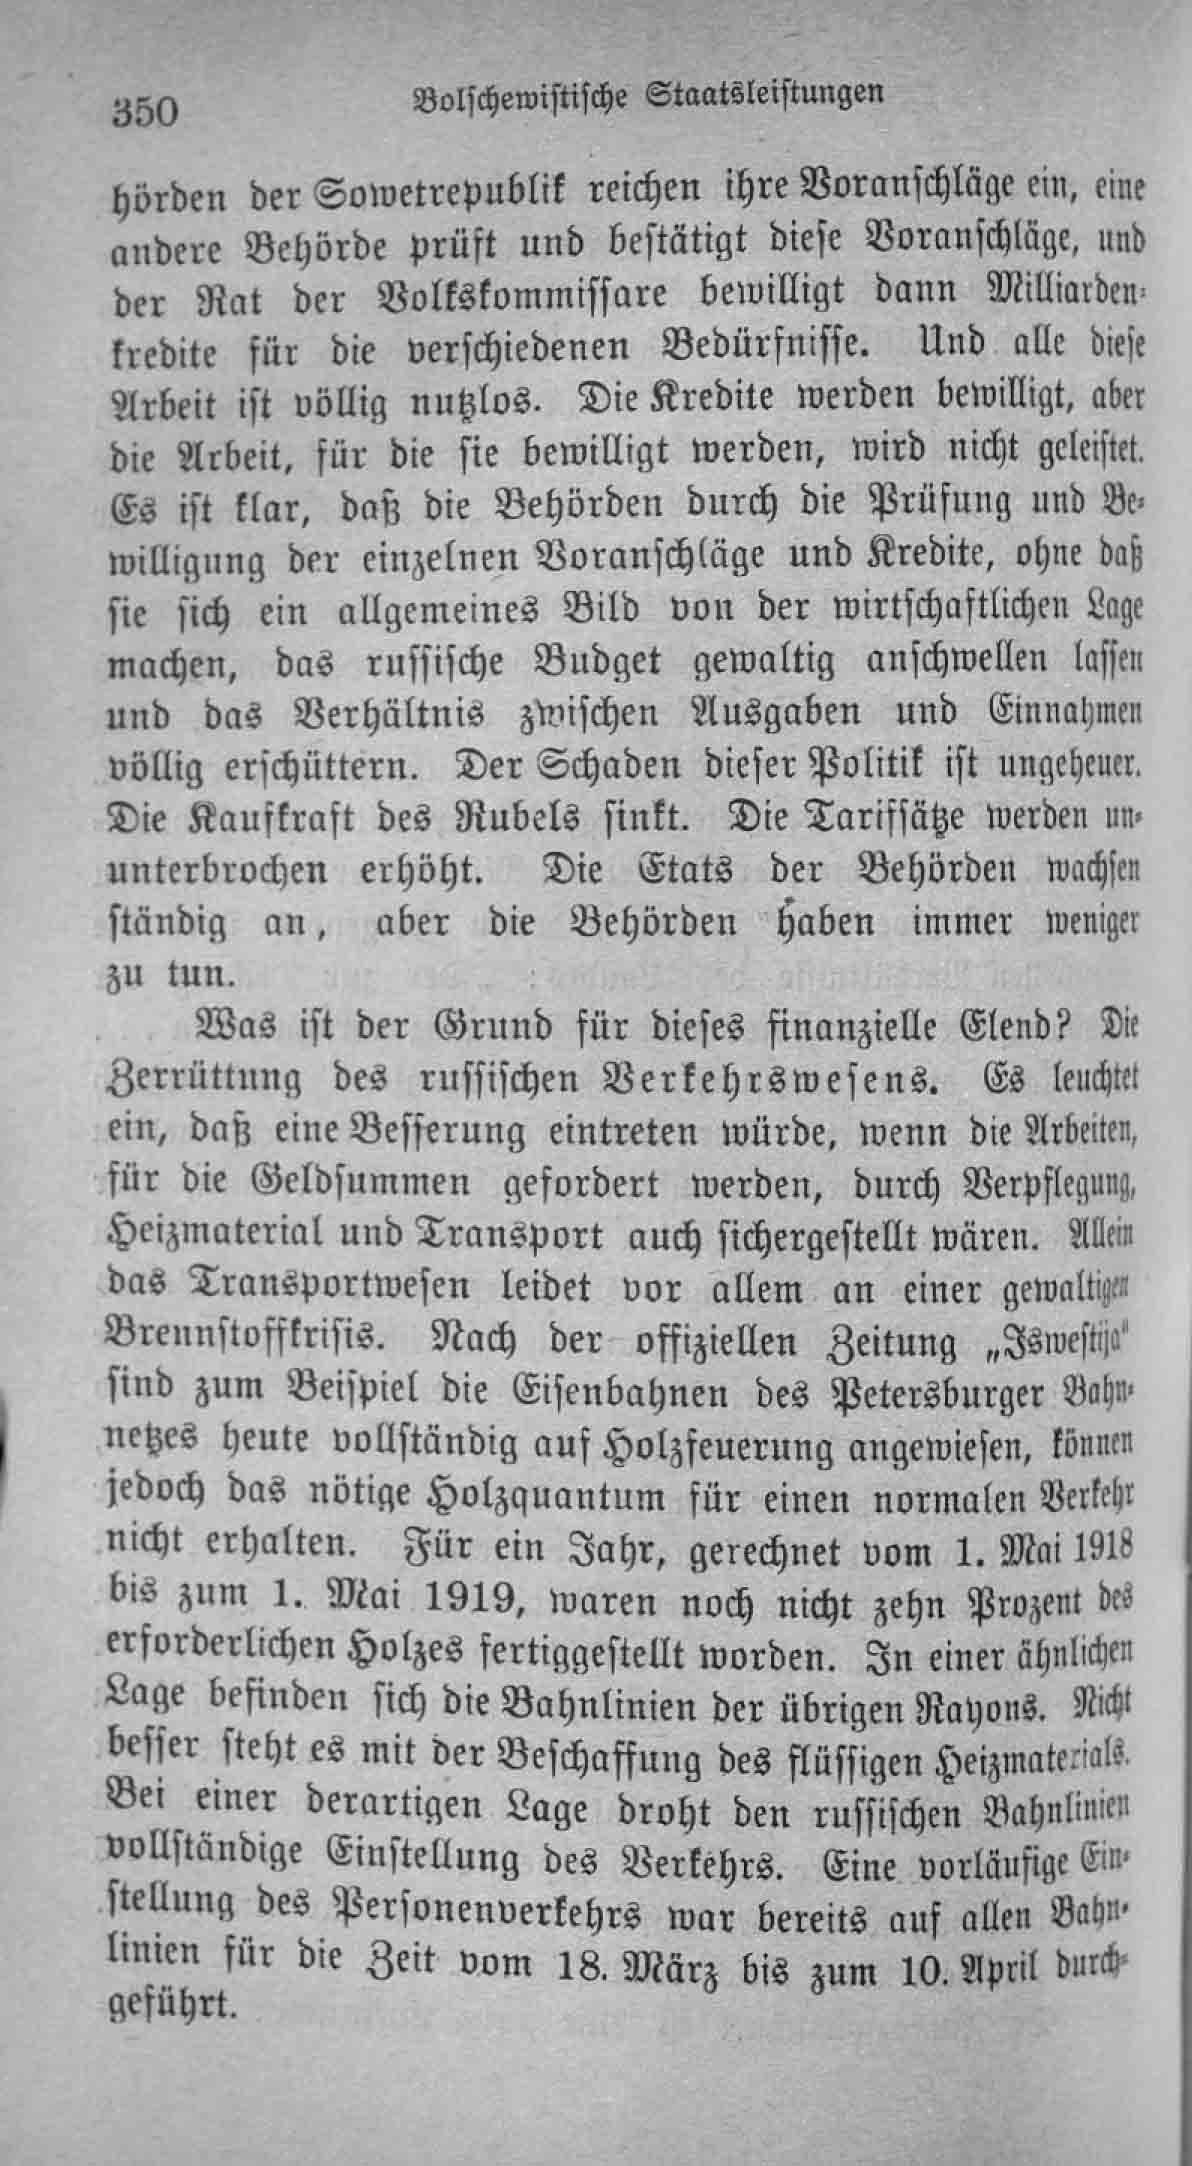 350
Bolschewistische Staatsleistungen
hörden der Sowetrepublik reichen ihre Voranschläge ein, eine
andere Behörde prüft und bestätigt diese Voranschläge, und
der Rat der Volkskommissare bewilligt dann Milliarden-
kredite für die verschiedenen Bedürfnisse. Und alle diese
Arbeit ist völlig nutzlos. Die Kredite werden bewilligt, aber
die Arbeit, für die sie bewilligt werden, wird nicht geleistet.
Es ist klar, daß die Behörden durch die Prüfung und Be-
willigung der einzelnen Voranschläge und Kredite, ohne daß
sie sich ein allgemeines Bild von der wirtschaftlichen Lage
machen, das russische Budget gewaltig anschwellen lassen
und das Verhältnis zwischen Ausgaben und Einnahmen
völlig erschüttern. Der Schaden dieser Politik ist ungeheuer.
Die Kaufkraft des Rubels sinkt. Die Tarifsätze werden un-
unterbrochen erhöht. Die Etats der Behörden wachsen
ständig an, aber die Behörden haben immer weniger
zu tun.
Was ist der Grund für dieses finanzielle Elend? Die
Zerrüttung des russischen Verkehrswesens. Es leuchtet
ein, daß eine Besserung eintreten würde, wenn die Arbeiten,
für die Geldsummen gefordert werden, durch Verpflegung,
Heizmaterial und Transport auch sichergestellt wären. Allein
das Transportwesen leidet vor allem an einer gewaltigen
Brennstoffkrisis. Nach der offiziellen Zeitung „Iswestija“
sind zum Beispiel die Eisenbahnen des Petersburger Bahn-
netzes heute vollständig auf Holzfeuerung angewiesen, können
jedoch das nötige Holzquantum für einen normalen Verkehr
nicht erhalten. Für ein Jahr, gerechnet vom 1. Mai 1918
bis zum 1. Mai 1919, waren noch nicht zehn Prozent des
erforderlichen Holzes fertiggestellt worden. In einer ähnlichen
Lage befinden sich die Bahnlinien der übrigen Rayons. Nicht
besser steht es mit der Beschaffung des flüssigen Heizmaterials.
Bei einer derartigen Lage droht den russischen Bahnlinien
vollständige Einstellung des Verkehrs. Eine vorläufige Ein-
stellung des Personenverkehrs war bereits auf allen Bahn-
linien für die Zeit vom 18. März bis zum 10. April durch-
geführt.